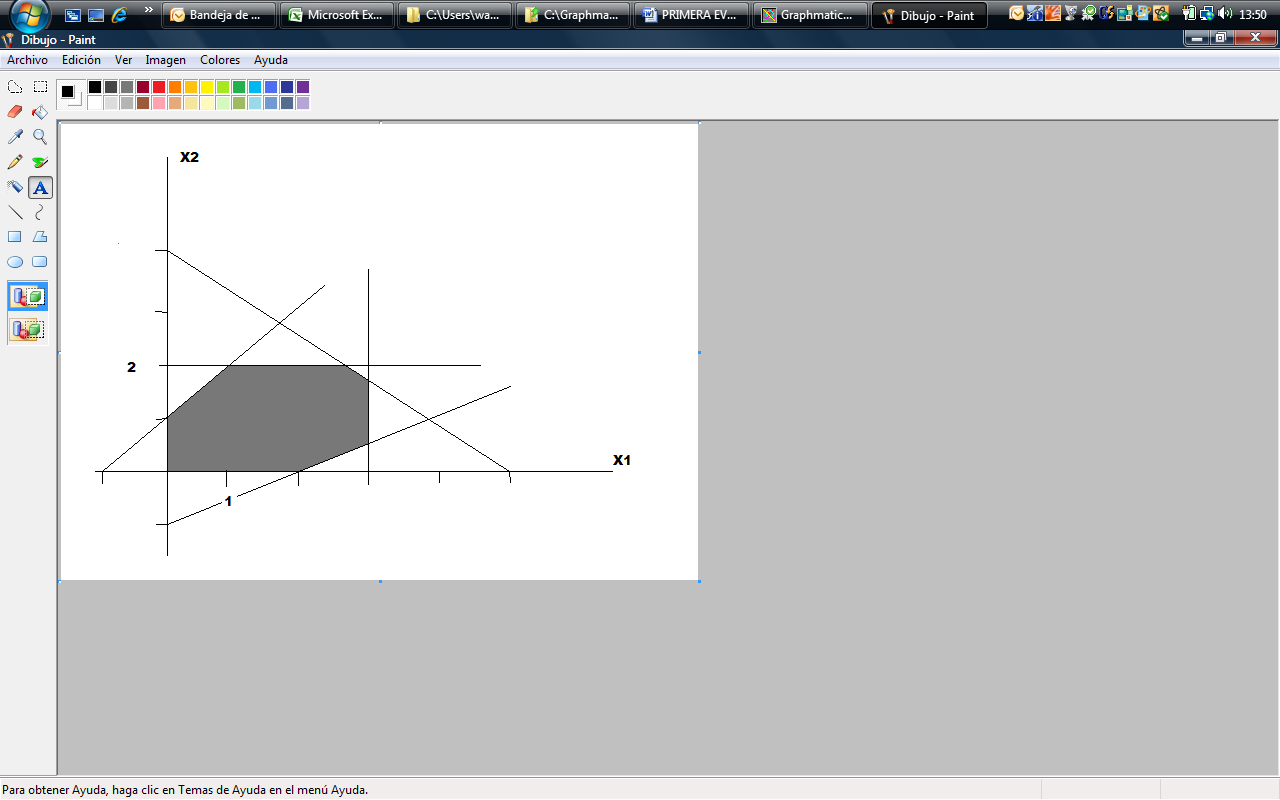 Bandeja de ...
Microsoft Ex...
C:\Users\wa...
C:\Graphma...
PRIMERA EV...
Graphmatic...
Dibujo - Paint
13:50
Dibujo - Paint
Archivo Edición Ver Imagen Colores Ayuda
X2
2
X1
1
Para obtener Ayuda, haga clic en Temas de Ayuda en el menú Ayuda.